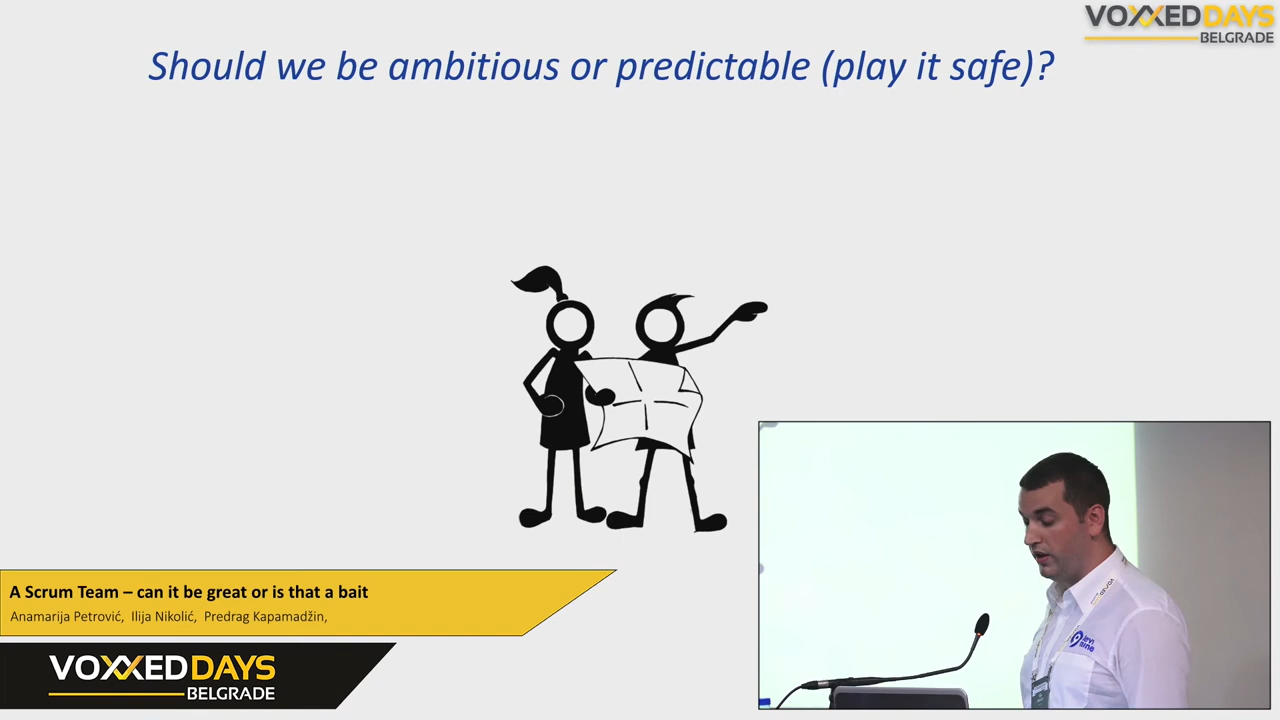 VOXXEDDAYS
BELGRADE
Should we be ambitious or predictable (play it safe)?
A Scrum Team – can it be great or is that a bait
Anamarija Petrović, Ilija Nikolić, Predrag Kapamadžin,
VOXXEDDAYS
BELGRADE